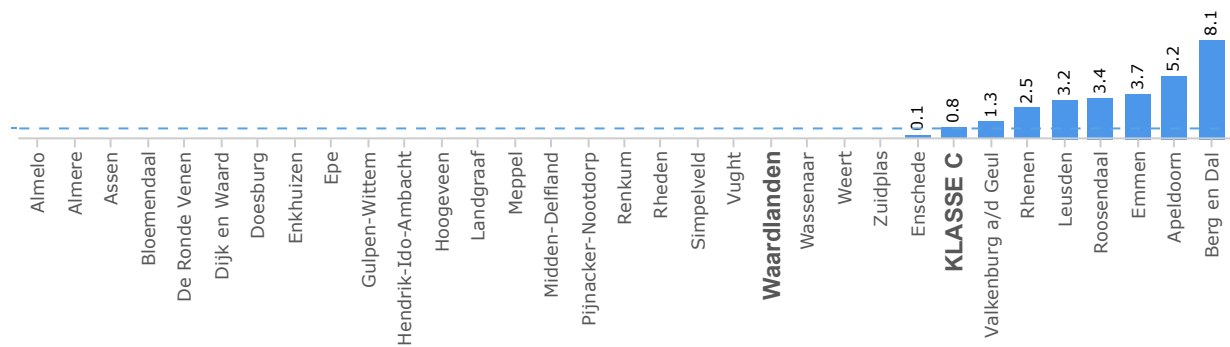 0.1
0.8
1.3
2.5
3.2
3.4
3.7
5.2
8.1
Almelo
Almere
Assen
Bloemendaal
De Ronde Venen
Dijk en Waard
Doesburg
Enkhuizen
Epe
Gulpen-Wittem
Hendrik-Ido-Ambacht
Hoogeveen
Landgraaf
Meppel
Midden-Delfland
Pijnacker-Nootdorp
Renkum
Rheden
Simpelveld
Vught
Waardlanden
Wassenaar
Weert
Zuidplas
Enschede
KLASSE C
Valkenburg a/d Geul
Rhenen
Leusden
Roosendaal
Emmen
Apeldoorn
Berg en Dal